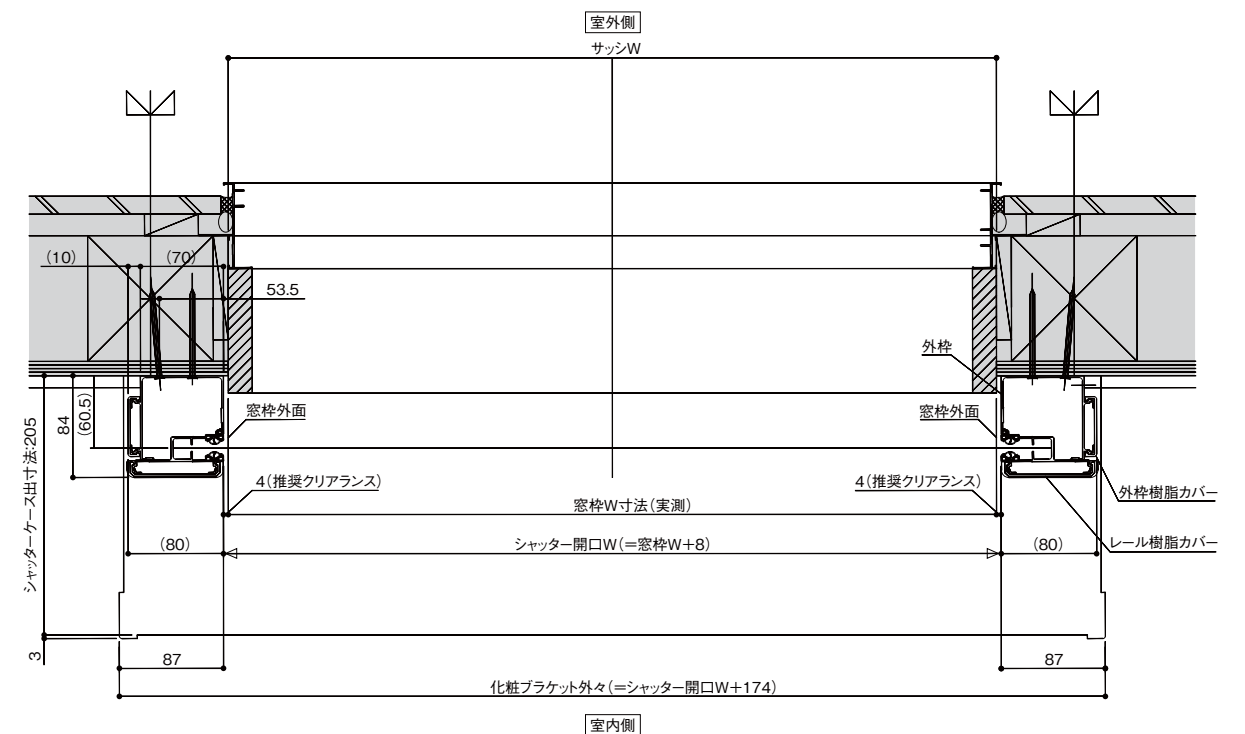 室外側
サッシW
(10)
(70)
53.5
外枠
窓枠外面
窓枠外面
84
(60.5)
シャッターケース出寸法:205
4(推奨クリアランス)
4(推奨クリアランス)
外枠樹脂カバー
窓枠W寸法(実測)
(80)
シャッター開口W(=窓枠W+8)
(80)
レール樹脂カバー
3
87
87
化粧ブラケット外々(=シャッター開口W+174)
室内側